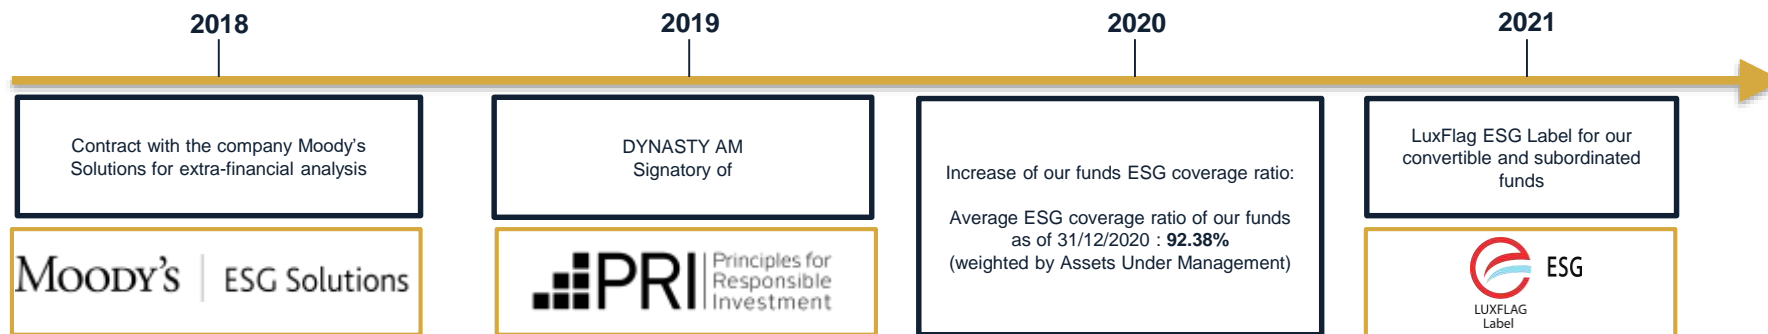 2018
2019
2020
2021
Contract with the company Moody's
Solutions for extra-financial analysis
MOODY'S | ESG Solutions
DYNASTY AM
Signatory of
PRI
Principles for
Responsible
Investment
Increase of our funds ESG coverage ratio:
Average ESG coverage ratio of our funds
as of 31/12/2020 : 92.38%
(weighted by Assets Under Management)
LuxFlag ESG Label for our
convertible and subordinated
funds
ESG
LUXFLAG
Label